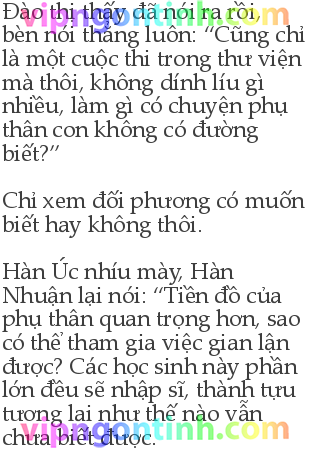 Đào thị thấy đã nói ra rồi,
bèn nói thẳng luôn: “Cũng chỉ
là một cuộc thi trong thư viện
mà thôi, không dính líu gì
nhiều, làm gì có chuyện phụ
thân con không có đường
biết?”
Chỉ xem đối phương có muốn
biết hay không thôi.
Hàn Úc nhíu mày, Hàn
Nhuận lại nói: “Tiền đồ của
phụ thân quan trọng hơn, sao
có thể tham gia việc gian lận
được? Các học sinh này phần
lớn đều sẽ nhập sĩ, thành tựu
tương lai như thế nào vẫn
chưa biết được.
vipngontinh.com
vipngontinh.com
vipngontinh.com